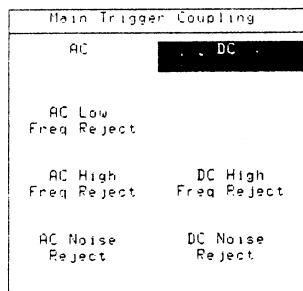 Main Trigger Coupling
AC DC
AC Low
Freq Reject
AC High DC High
Freq Reject Freq Reject
AC Noise DC Noise
Reject Reject